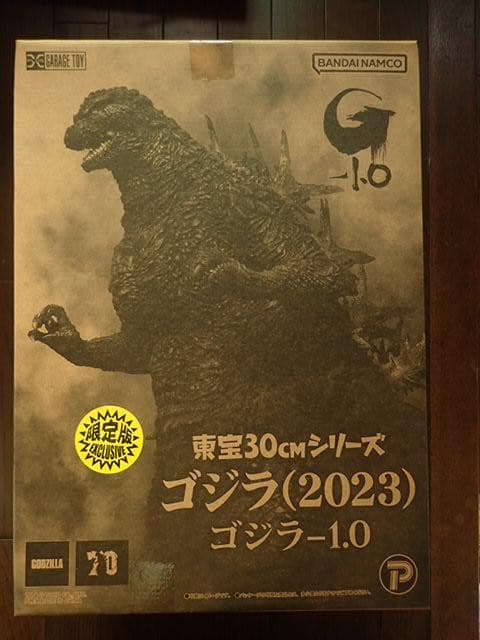 GARAGE TOY
BANDAI NAMCO
G
-1.0
限定版
EXCLUSIVE
東宝30CMシリーズ
ゴジラ(2023)
ゴジラ-1.0
GODZILLA
70
P